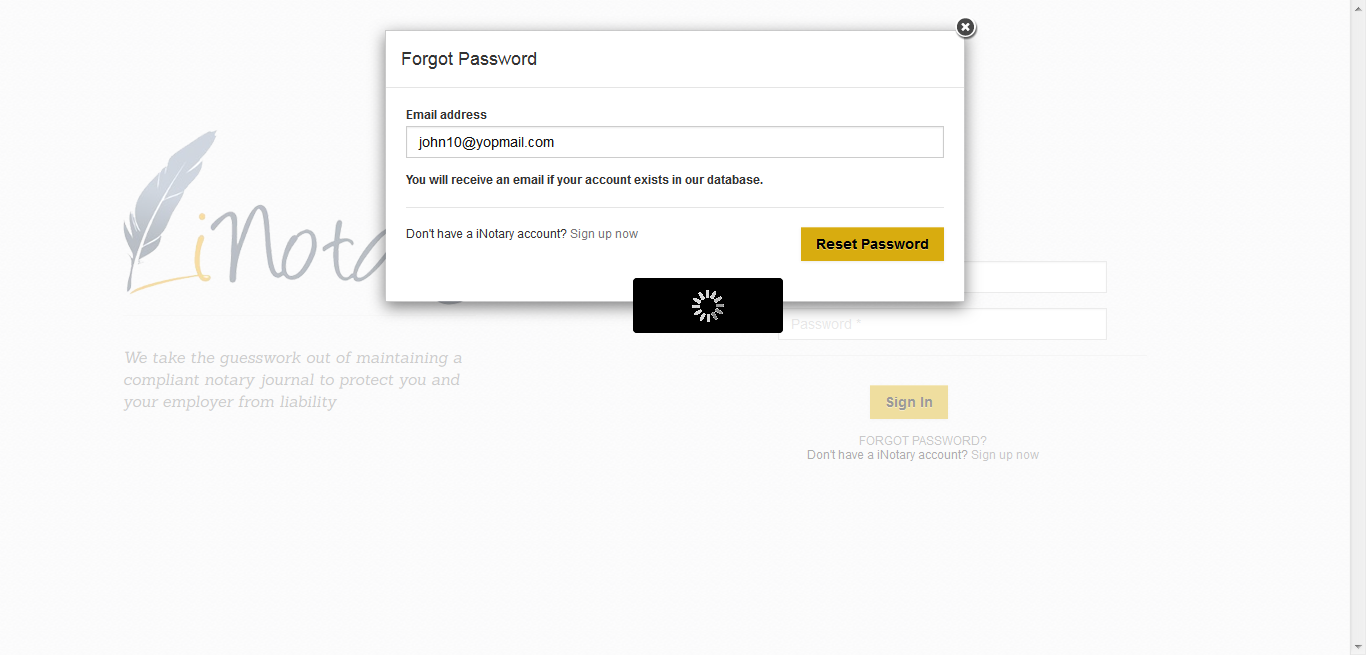 Forgot Password
Email address
john10@yopmail.com
You will receive an email if your account exists in our database.
Don't have a iNotary account? Sign up now
Reset Password
iNota
Password *
We take the guesswork out of maintaining a
compliant notary journal to protect you and
your employer from liability
Sign In
FORGOT PASSWORD?
Don't have a iNotary account? Sign up now